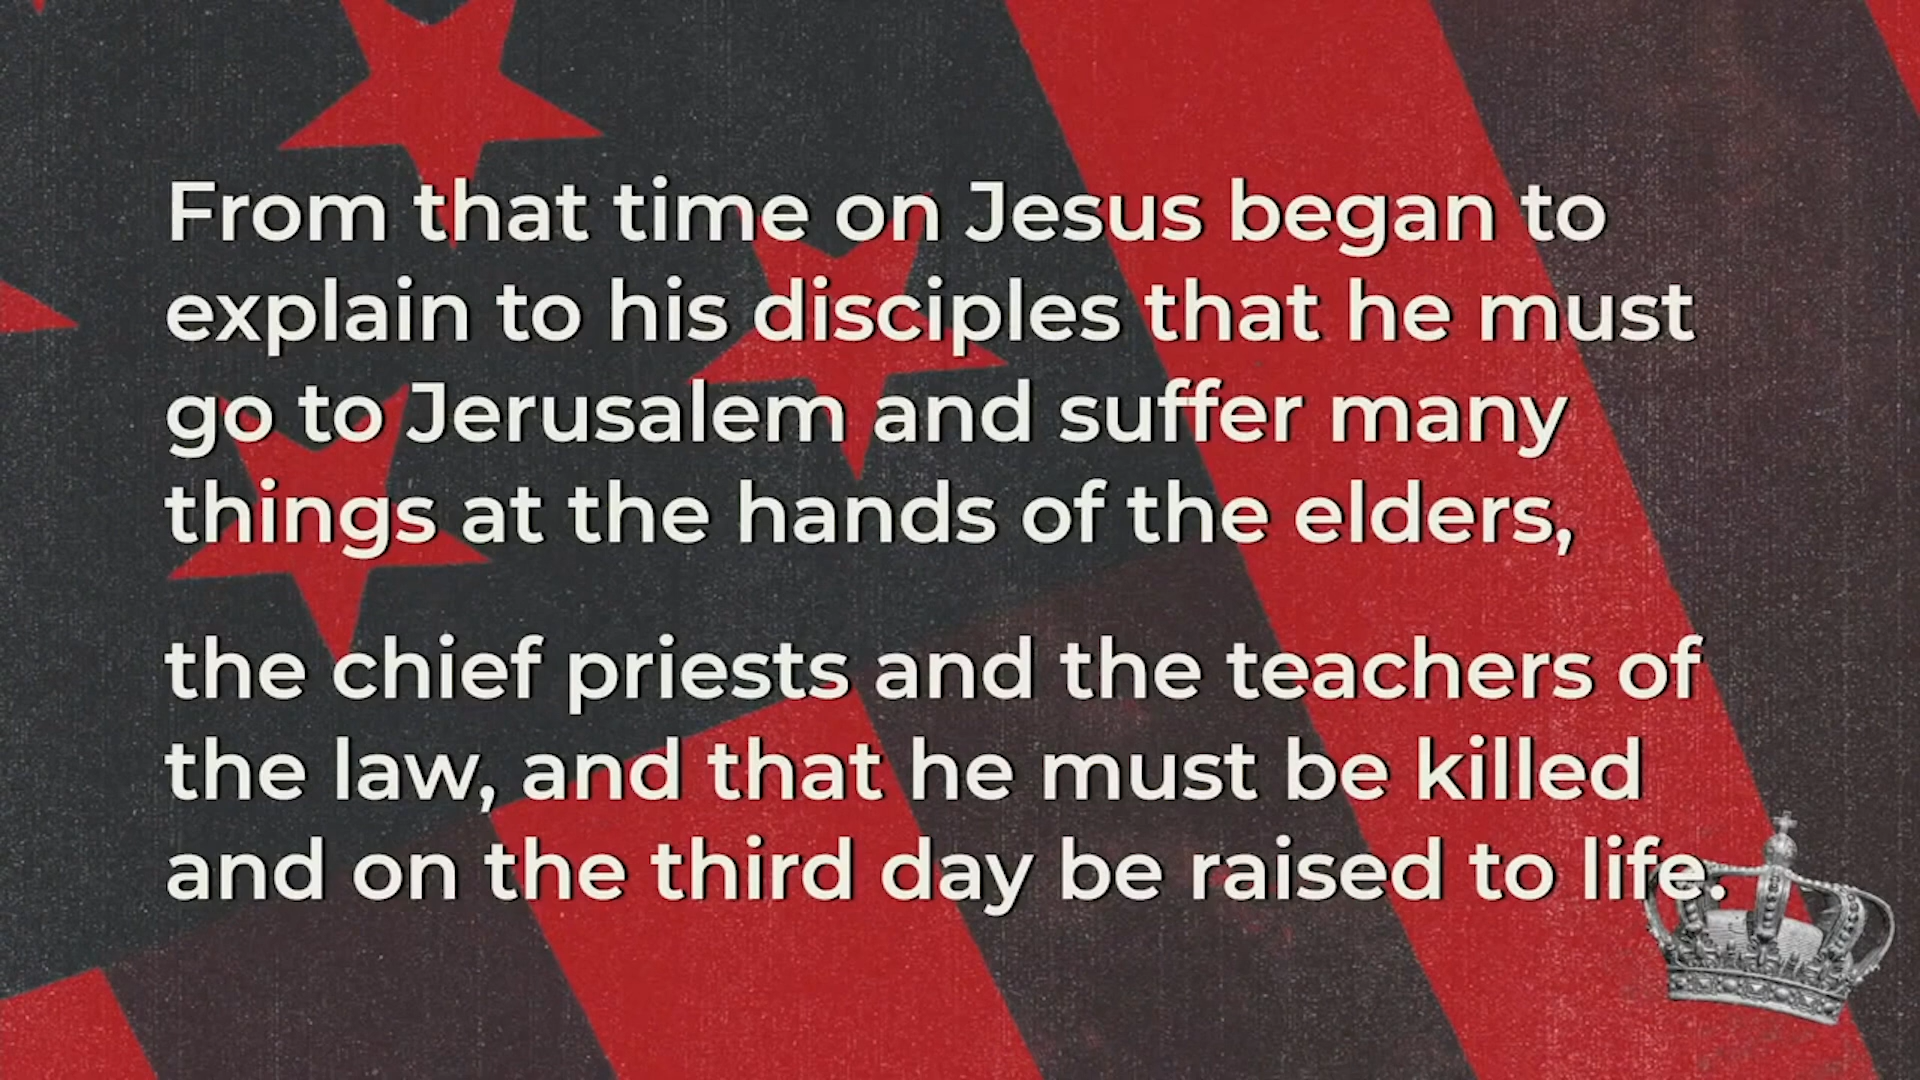 From that time on Jesus began to
explain to his disciples that he must
go to Jerusalem and suffer many
things at the hands of the elders,
the chief priests and the teachers of
the law, and that he must be killed
and on the third day be raised to life.